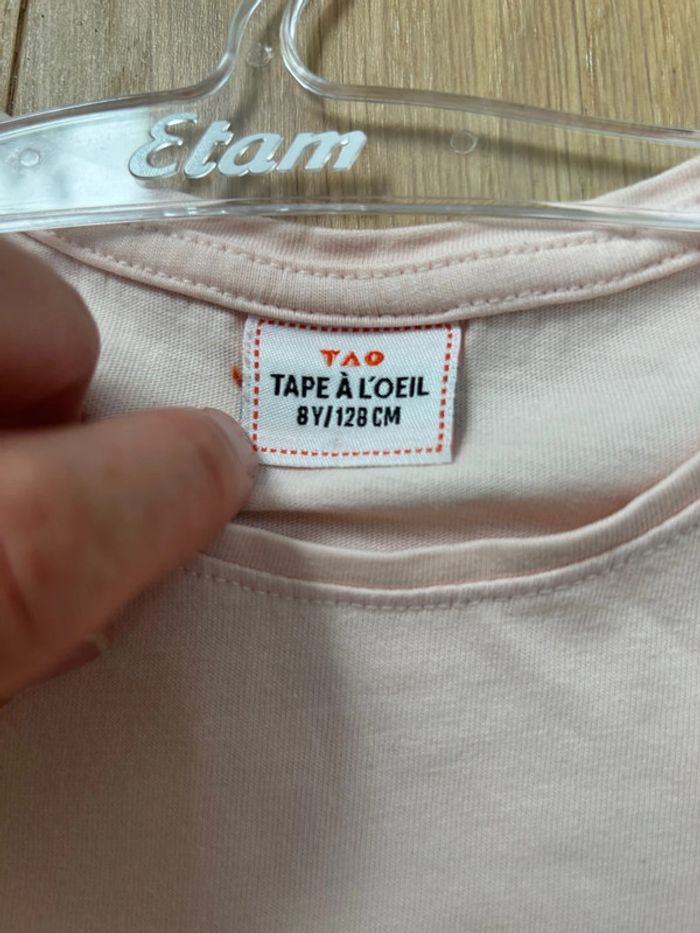 Etam
TAO
TAPE À L'OEIL
8Y/128 CM